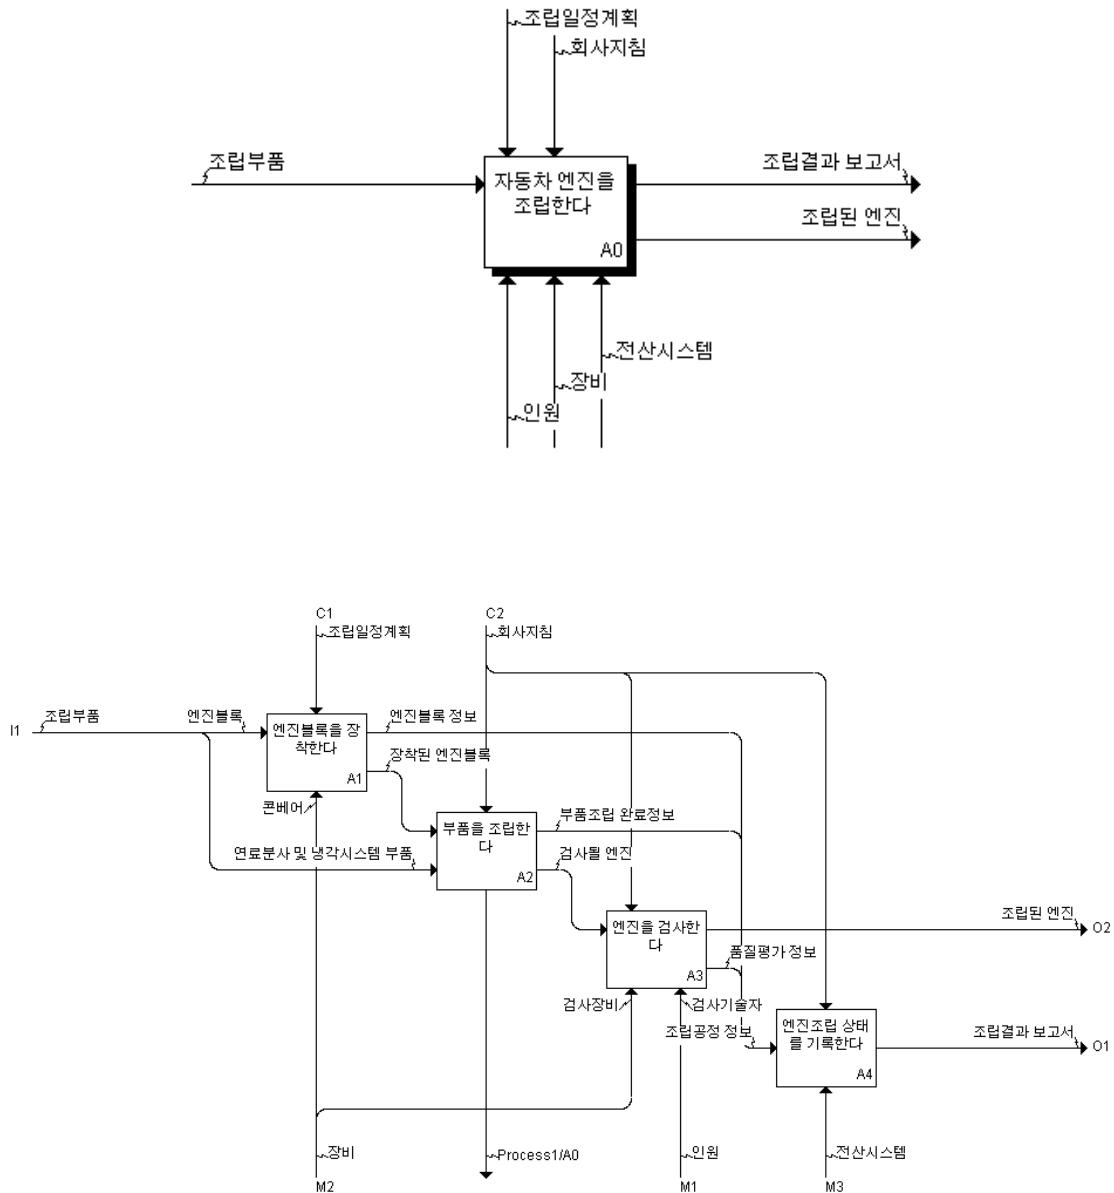 조립일정계획
회사지침
조립부품
조립결과 보고서
자동차 엔진을
조립한다
조립된 엔진
A0
전산시스템
장비
인원
C1
C2
조립일정계획
회사지침
I1
조립부품
엔진블록
엔진블록을 장
착한다
A1
엔진블록 정보
장착된 엔진블록
콘베어
부품을 조립한
다
A2
부품조립 완료정보
연료분사 및 냉각시스템 부품
검사될 엔진
엔진을 검사한
다
A3
조립된 엔진
O2
품질평가 정보
검사장비
검사기술자
조립공정 정보
엔진조립 상태
를 기록한다
A4
조립결과 보고서
O1
장비
Process1/A0
인원
전산시스템
M2
M1
M3